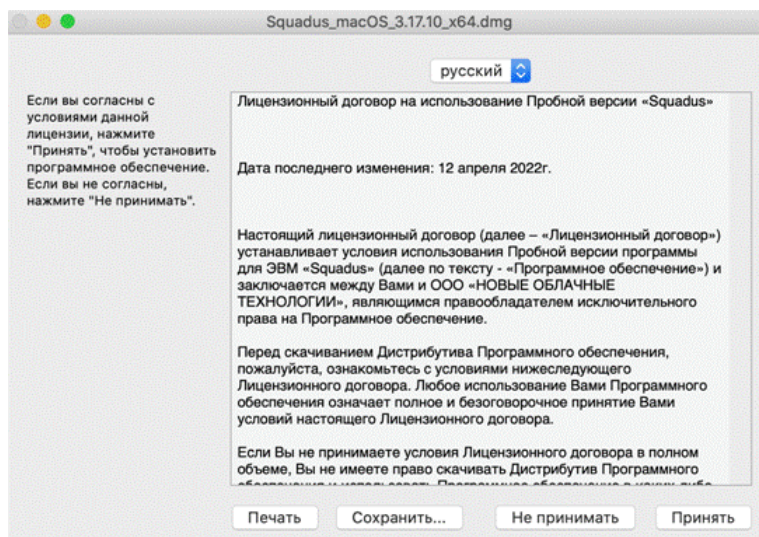 Squadus_macOS_3.17.10_x64.dmg
русский
Если вы согласны с
условиями данной
лицензии, нажмите
"Принять", чтобы установить
программное обеспечение.
Если вы не согласны,
нажмите "Не принимать".
Лицензионный договор на использование Пробной версии «Squadus»
Дата последнего изменения: 12 апреля 2022г.
Настоящий лицензионный договор (далее – «Лицензионный договор»)
устанавливает условия использования Пробной версии программы
для ЭВМ «Squadus» (далее по тексту - «Программное обеспечение») и
заключается между Вами и ООО «НОВЫЕ ОБЛАЧНЫЕ
ТЕХНОЛОГИИ», являющимся правообладателем исключительного
права на Программное обеспечение.
Перед скачиванием Дистрибутива Программного обеспечения,
пожалуйста, ознакомьтесь с условиями нижеследующего
Лицензионного договора. Любое использование Вами Программного
обеспечения означает полное и безоговорочное принятие Вами
условий настоящего Лицензионного договора.
Если Вы не принимаете условия Лицензионного договора в полном
объеме, Вы не имеете право скачивать Дистрибутив Программного
Печать
Сохранить...
Не принимать
Принять